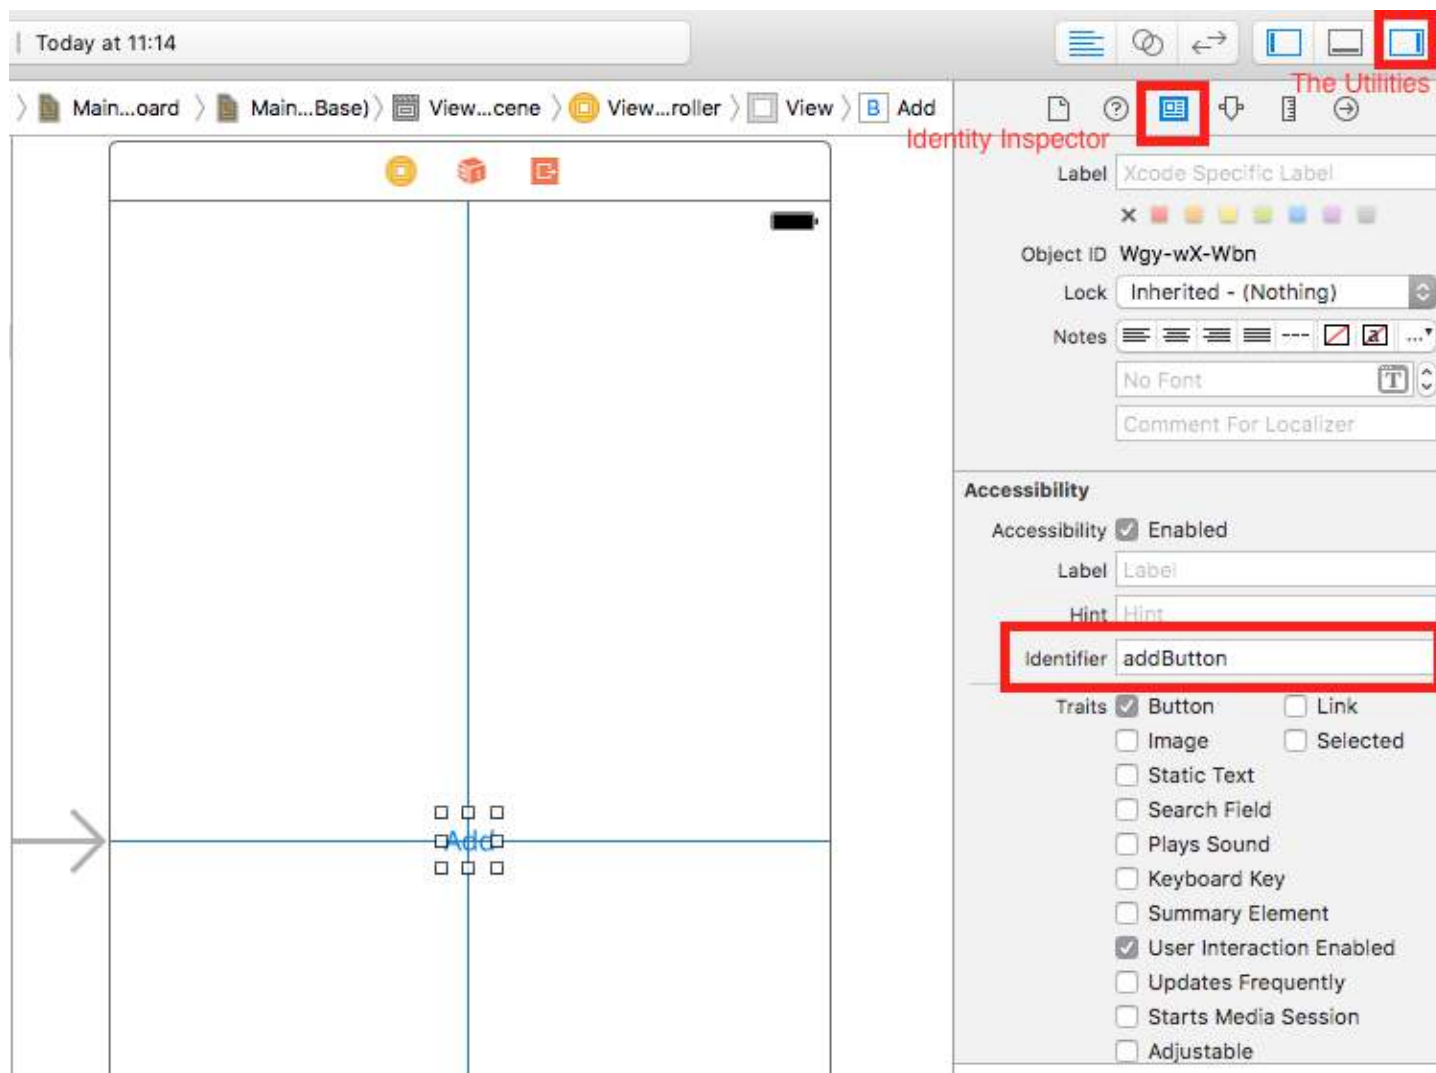 Today at 11:14
The Utilities
Main...oard
Main...Base)
View...cene
View...roller
View
B
Add
Identity Inspector
Label Xcode Specific Label
Object ID Wgy-wX-Wbn
Lock Inherited - (Nothing)
Notes
No Font
T
Comment For Localizer
Accessibility
Accessibility Enabled
Label Label
Hint Hint
Identifier addButton
Traits Button Link
Image Selected
Static Text
Search Field
Plays Sound
Add
Keyboard Key
Summary Element
User Interaction Enabled
Updates Frequently
Starts Media Session
Adjustable